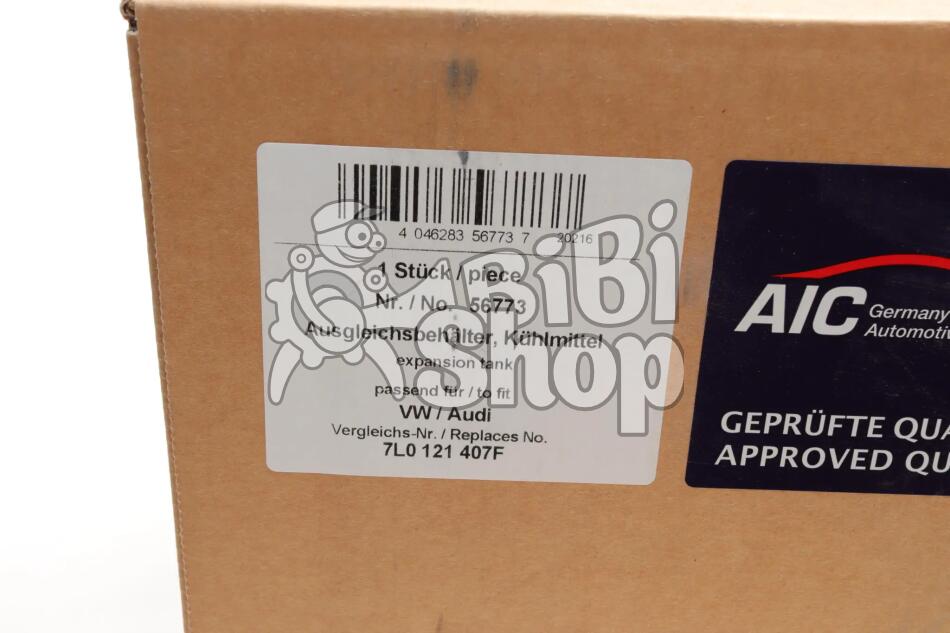 4 046283 56773 7 20216
1 Stück / piece
Nr. / No. 56773
Ausgleichsbehälter, Kühlmittel
expansion tank
passend für / to fit
VW / Audi
Vergleichs-Nr. / Replaces No.
7L0 121 407F
BiBi
Shop
AIC Germany
Automotiv
GEPRÜFTE QUA
APPROVED QU